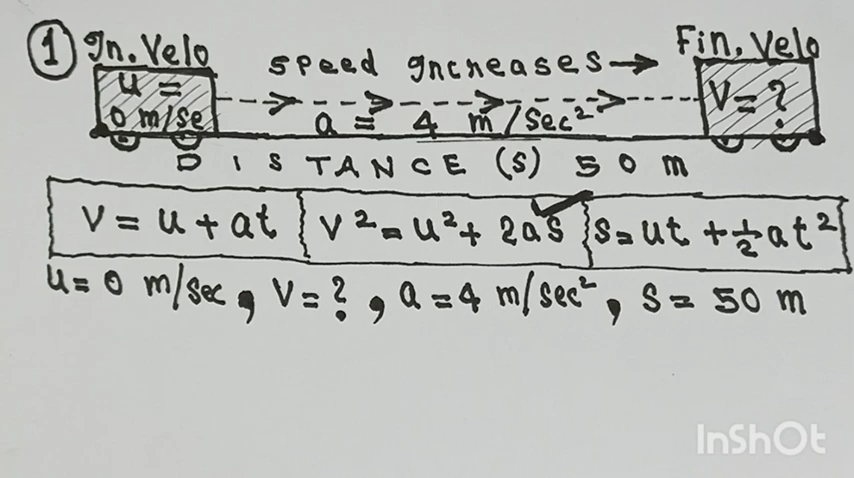 ① In. Velo speed increases → Fin. Velo
u = 0 m/se a = 4 m/sec² V = ?
DISTANCE (S) 50 m
V = u + at V² = u² + 2as ✓ s = ut + ½at²
u = 0 m/sec, V = ?, a = 4 m/sec², s = 50 m
InShOt